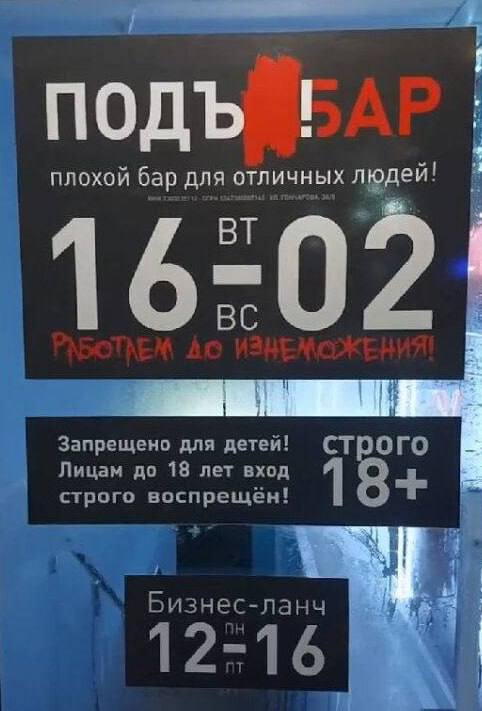 ПОДЪ!БАР
плохой бар для отличных людей!
16 ВТ-ВС 02
РАБОТАЕМ ДО ИЗНЕМОЖЕНИЯ!
Запрещено для детей!
Лицам до 18 лет вход
строго воспрещён!
строго
18+
Бизнес-ланч
12 пн-пт 16